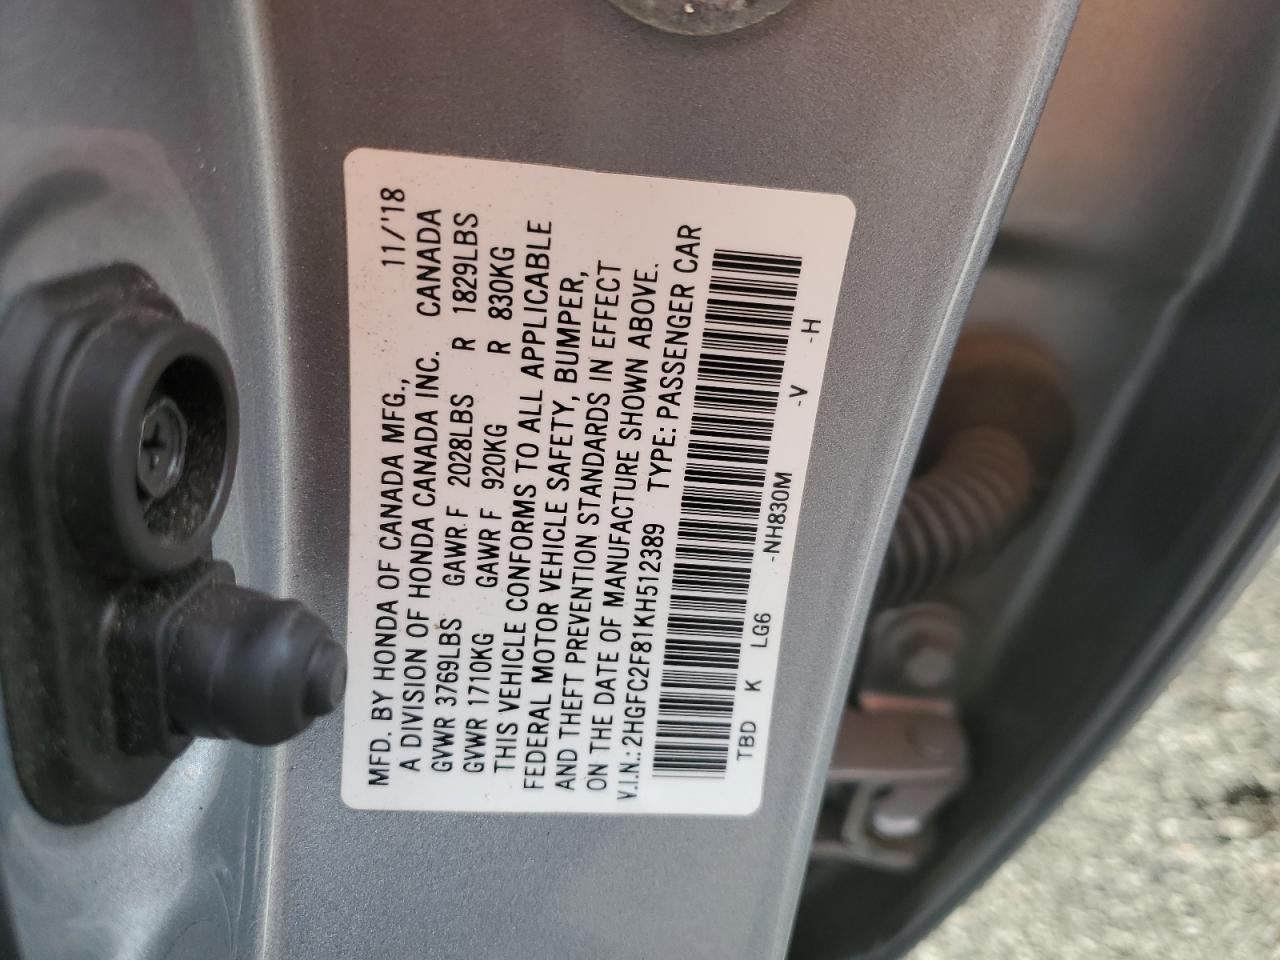 MFD. BY HONDA OF CANADA MFG., 11/'18
A DIVISION OF HONDA CANADA INC. CANADA
GVWR 3769LBS GAWR F 2028LBS R 1829LBS
GVWR 1710KG GAWR F 920KG R 830KG
THIS VEHICLE CONFORMS TO ALL APPLICABLE
FEDERAL MOTOR VEHICLE SAFETY, BUMPER,
AND THEFT PREVENTION STANDARDS IN EFFECT
ON THE DATE OF MANUFACTURE SHOWN ABOVE.
V.I.N.: 2HGFC2F81KH512389 TYPE: PASSENGER CAR
TBD K LG6 -NH830M -V -H